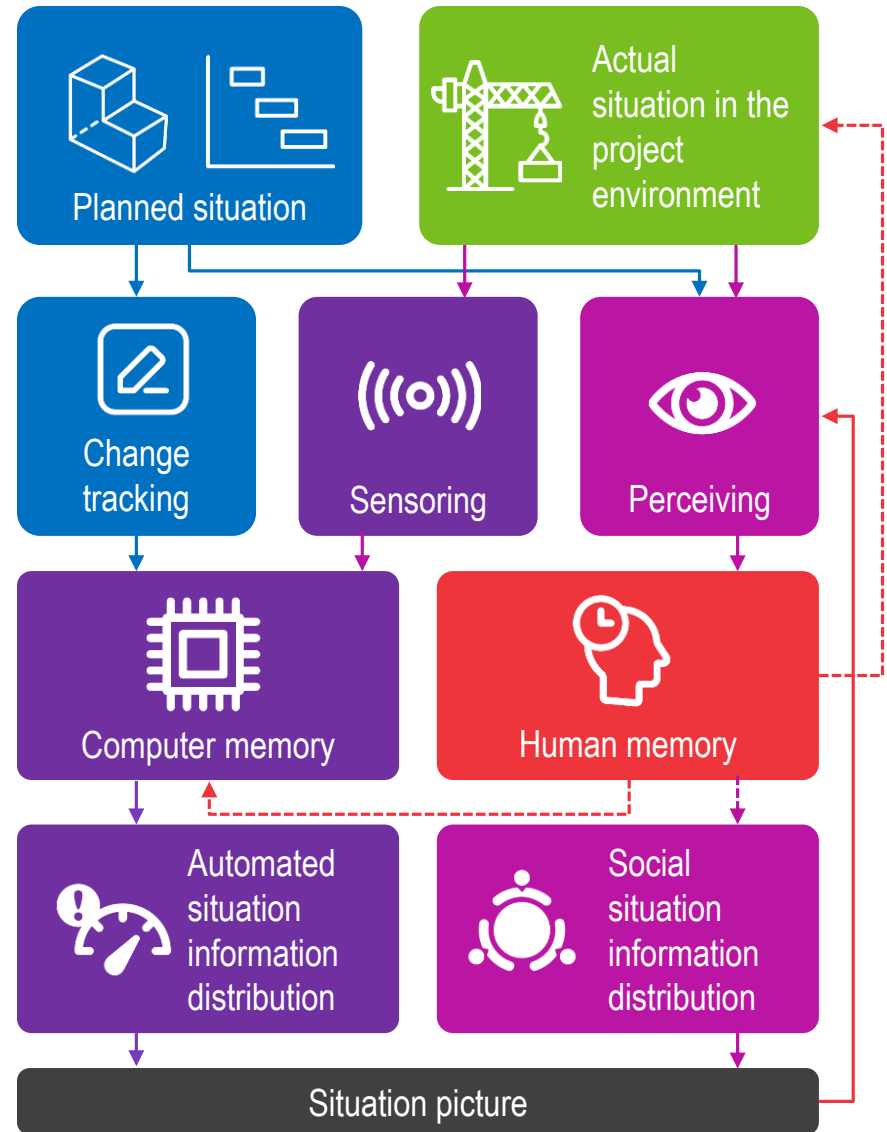 Planned situation
Actual
situation in the
project
environment
Change
tracking
Sensoring
Perceiving
Computer memory
Human memory
Automated
situation
information
distribution
Social
situation
information
distribution
Situation picture